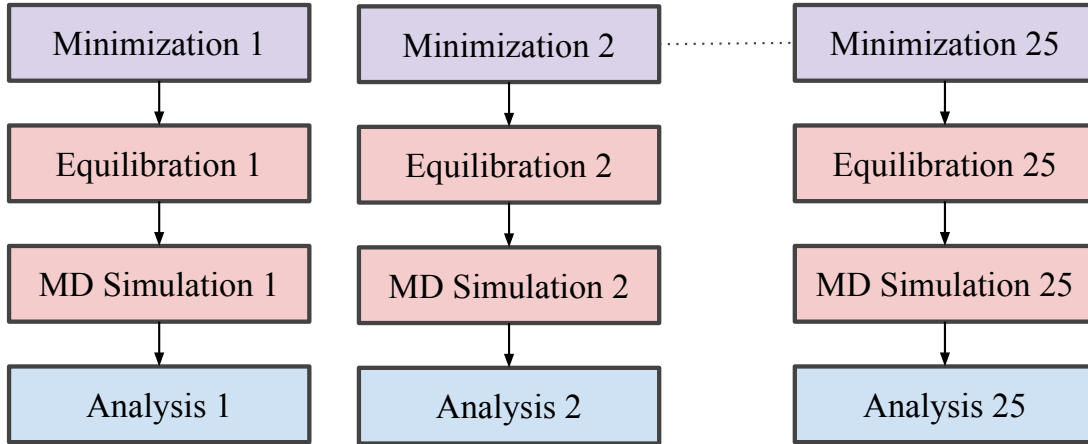 Minimization 1
Minimization 2
Minimization 25
Equilibration 1
Equilibration 2
Equilibration 25
MD Simulation 1
MD Simulation 2
MD Simulation 25
Analysis 1
Analysis 2
Analysis 25